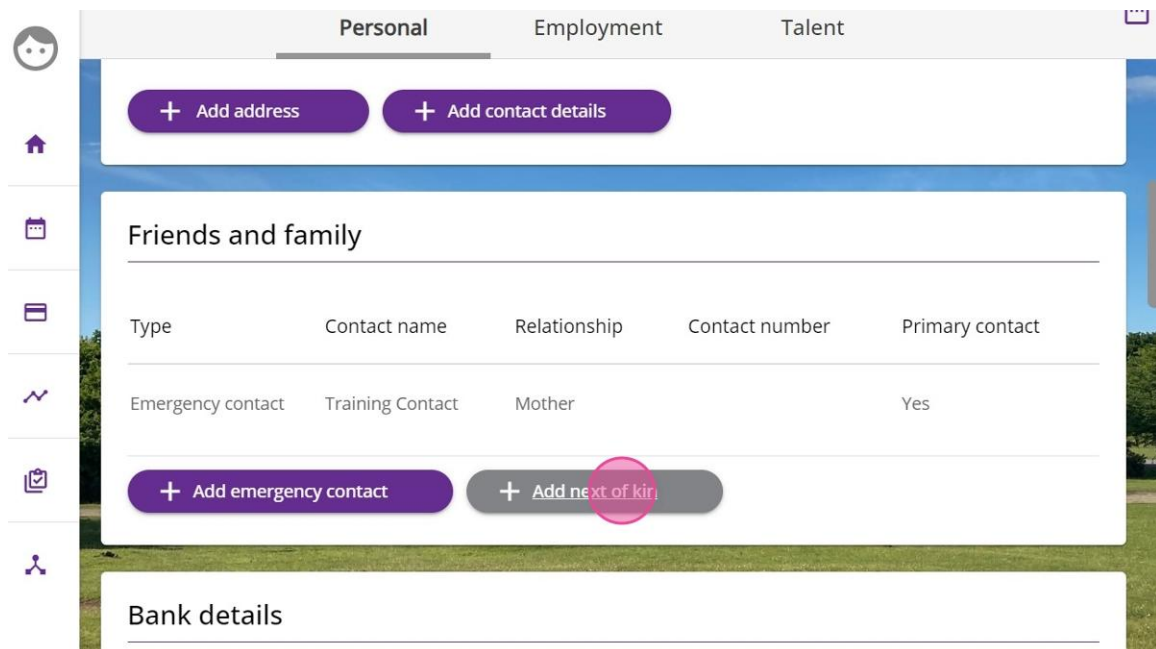 Personal Employment Talent
+ Add address + Add contact details
Friends and family
Type Contact name Relationship Contact number Primary contact
Emergency contact Training Contact Mother Yes
+ Add emergency contact + Add next of kin
Bank details